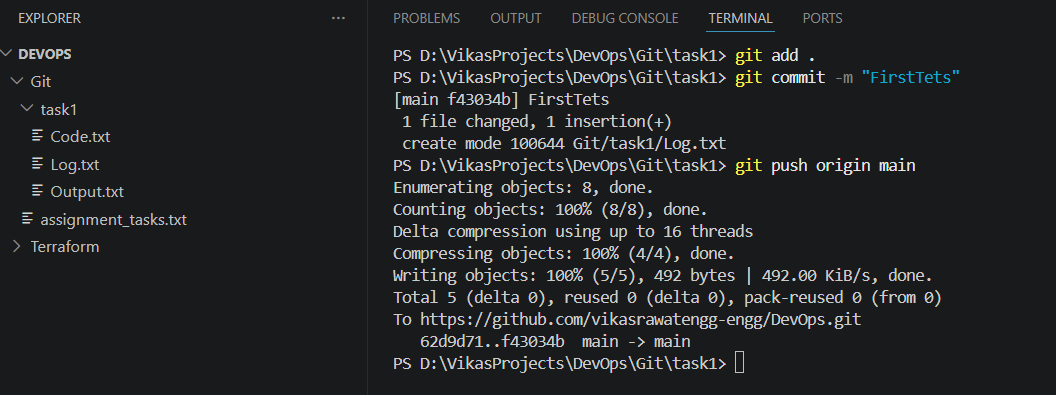 EXPLORER
···
DEVOPS
Git
task1
Code.txt
Log.txt
Output.txt
assignment_tasks.txt
Terraform
PROBLEMS OUTPUT DEBUG CONSOLE TERMINAL PORTS
PS D:\VikasProjects\DevOps\Git\task1> git add .
PS D:\VikasProjects\DevOps\Git\task1> git commit -m "FirstTets"
[main f43034b] FirstTets
 1 file changed, 1 insertion(+)
 create mode 100644 Git/task1/Log.txt
PS D:\VikasProjects\DevOps\Git\task1> git push origin main
Enumerating objects: 8, done.
Counting objects: 100% (8/8), done.
Delta compression using up to 16 threads
Compressing objects: 100% (4/4), done.
Writing objects: 100% (5/5), 492 bytes | 492.00 KiB/s, done.
Total 5 (delta 0), reused 0 (delta 0), pack-reused 0 (from 0)
To https://github.com/vikasrawatengg-engg/DevOps.git
   62d9d71..f43034b  main -> main
PS D:\VikasProjects\DevOps\Git\task1>